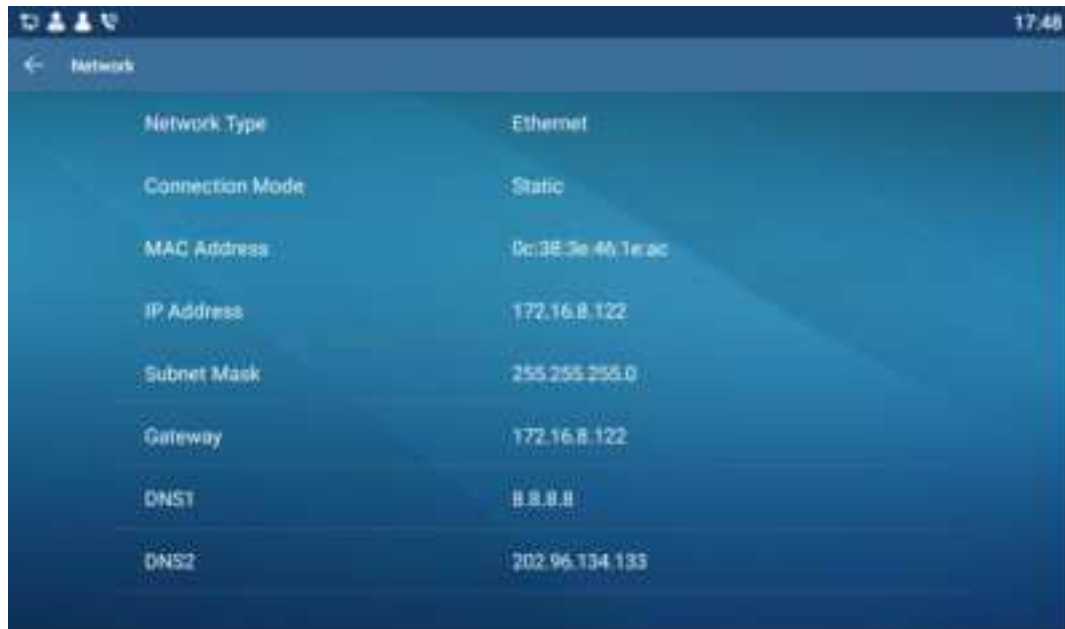 17:48
Network
Network Type Ethernet
Connection Mode Static
MAC Address 0c:38:3e:46:1e:ac
IP Address 172.16.8.122
Subnet Mask 255.255.255.0
Gateway 172.16.8.122
DNS1 8.8.8.8
DNS2 202.96.134.133